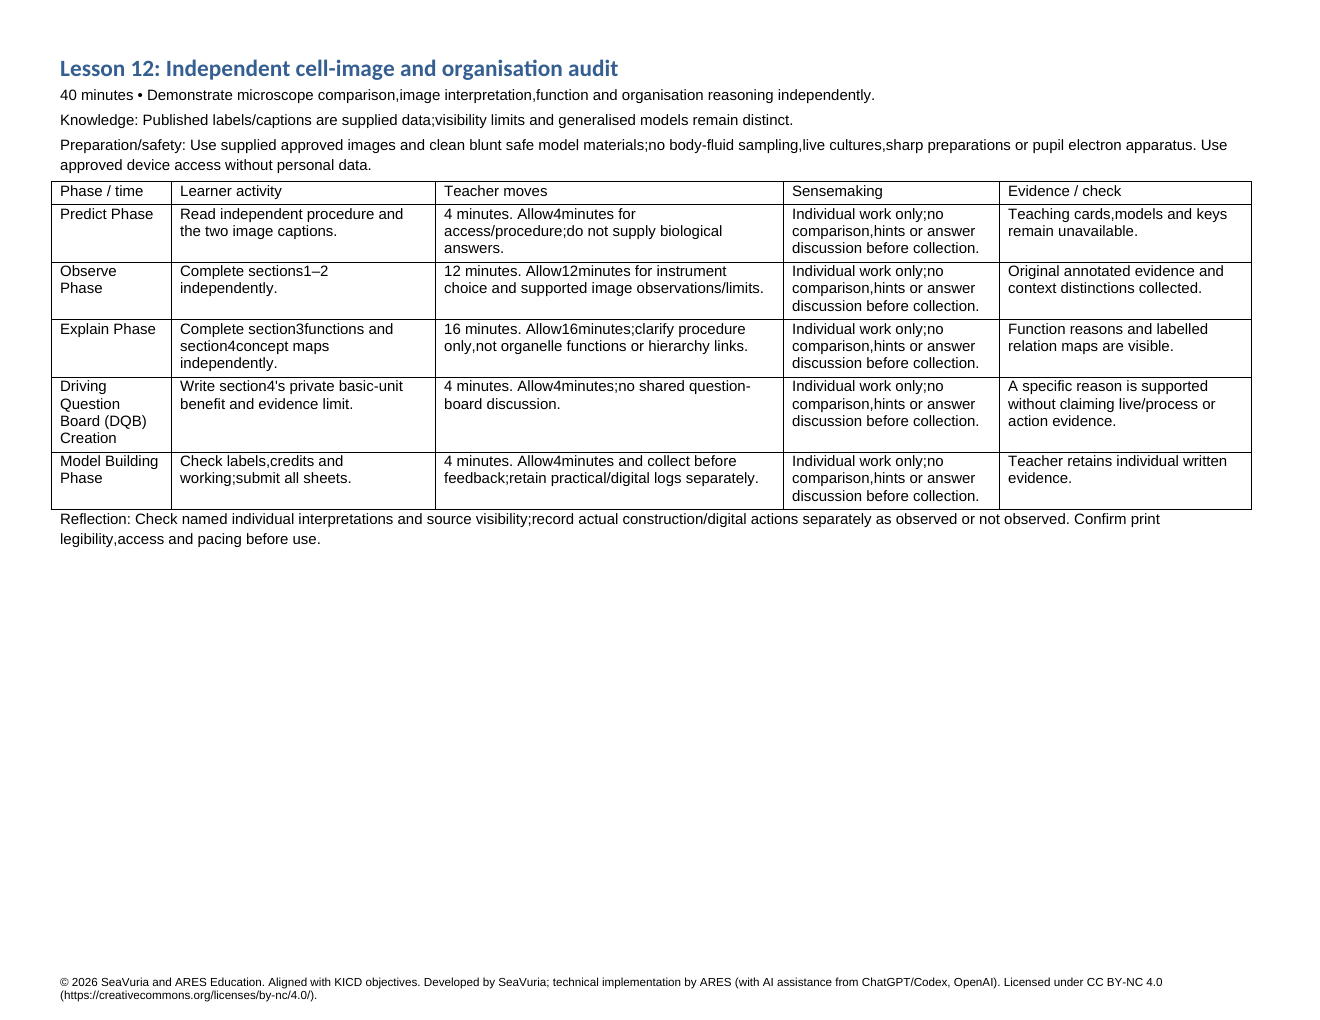 Lesson 12: Independent cell-image and organisation audit
40 minutes • Demonstrate microscope comparison,image interpretation,function and organisation reasoning independently.
Knowledge: Published labels/captions are supplied data;visibility limits and generalised models remain distinct.
Preparation/safety: Use supplied approved images and clean blunt safe model materials;no body-fluid sampling,live cultures,sharp preparations or pupil electron apparatus. Use
approved device access without personal data.
Phase / time
Learner activity
Teacher moves
Sensemaking
Evidence / check
Predict Phase
Read independent procedure and
the two image captions.
4 minutes. Allow4minutes for
access/procedure;do not supply biological
answers.
Individual work only;no
comparison,hints or answer
discussion before collection.
Teaching cards,models and keys
remain unavailable.
Observe
Phase
Complete sections1–2
independently.
12 minutes. Allow12minutes for instrument
choice and supported image observations/limits.
Individual work only;no
comparison,hints or answer
discussion before collection.
Original annotated evidence and
context distinctions collected.
Explain Phase
Complete section3functions and
section4concept maps
independently.
16 minutes. Allow16minutes;clarify procedure
only,not organelle functions or hierarchy links.
Individual work only;no
comparison,hints or answer
discussion before collection.
Function reasons and labelled
relation maps are visible.
Driving
Question
Board (DQB)
Creation
Write section4's private basic-unit
benefit and evidence limit.
4 minutes. Allow4minutes;no shared question-
board discussion.
Individual work only;no
comparison,hints or answer
discussion before collection.
A specific reason is supported
without claiming live/process or
action evidence.
Model Building
Phase
Check labels,credits and
working;submit all sheets.
4 minutes. Allow4minutes and collect before
feedback;retain practical/digital logs separately.
Individual work only;no
comparison,hints or answer
discussion before collection.
Teacher retains individual written
evidence.
Reflection: Check named individual interpretations and source visibility;record actual construction/digital actions separately as observed or not observed. Confirm print
legibility,access and pacing before use.
© 2026 SeaVuria and ARES Education. Aligned with KICD objectives. Developed by SeaVuria; technical implementation by ARES (with AI assistance from ChatGPT/Codex, OpenAI). Licensed under CC BY-NC 4.0
(https://creativecommons.org/licenses/by-nc/4.0/).